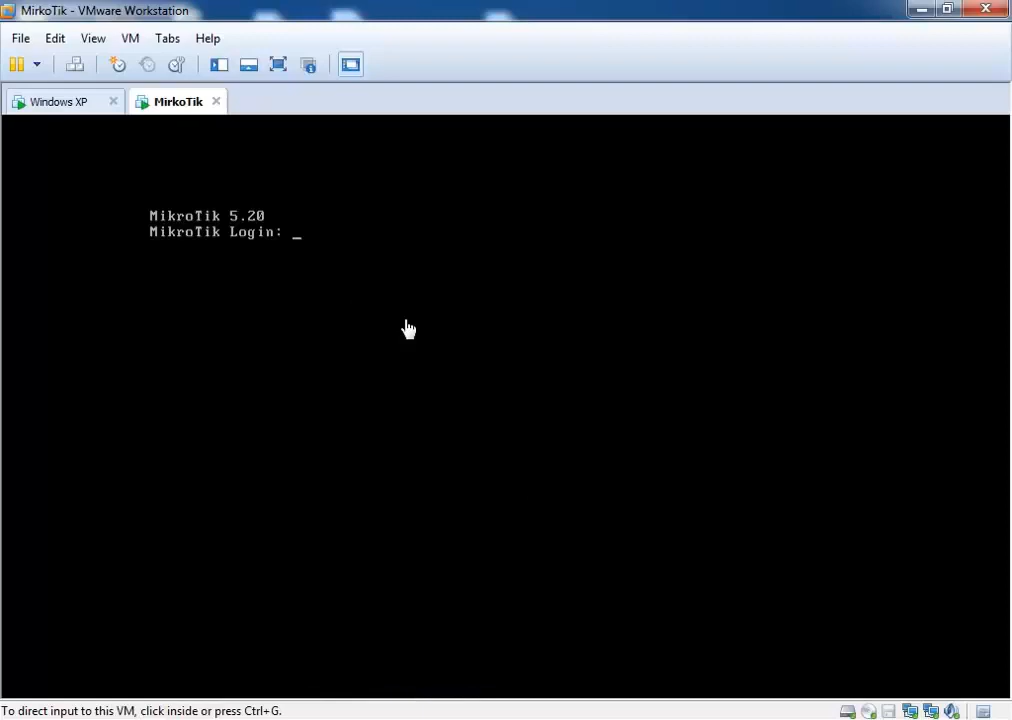 MirkoTik - VMware Workstation
File Edit View VM Tabs Help
Windows XP MirkoTik
MikroTik 5.20
MikroTik Login: _
To direct input to this VM, click inside or press Ctrl+G.